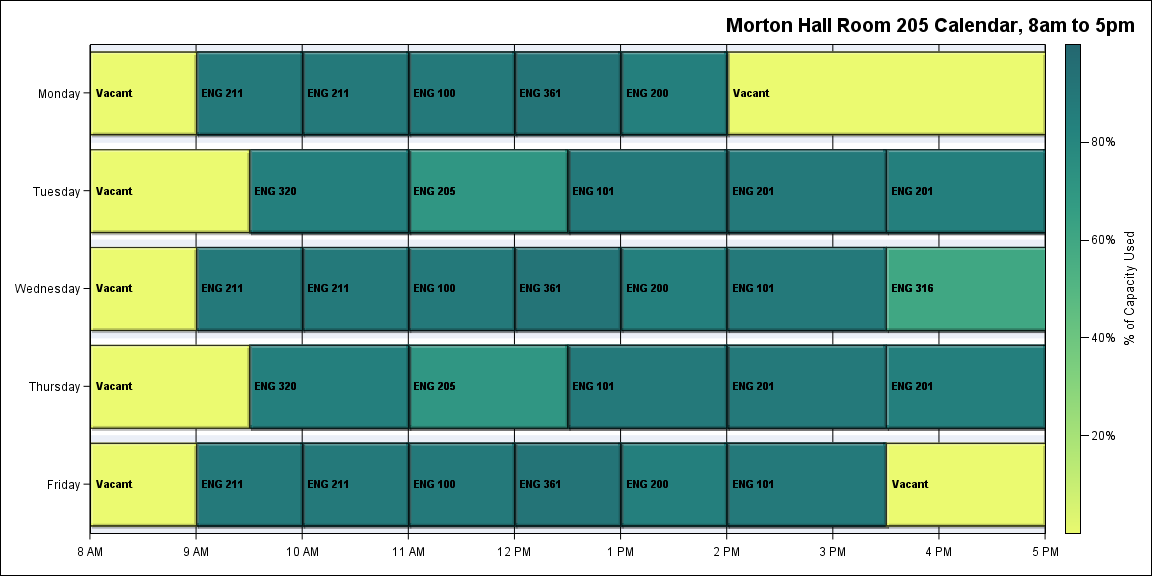 Morton Hall Room 205 Calendar, 8am to 5pm
Monday
Vacant
ENG 211
ENG 211
ENG 100
ENG 361
ENG 200
Vacant
Tuesday
Vacant
ENG 320
ENG 205
ENG 101
ENG 201
ENG 201
Wednesday
Vacant
ENG 211
ENG 211
ENG 100
ENG 361
ENG 200
ENG 101
ENG 316
Thursday
Vacant
ENG 320
ENG 205
ENG 101
ENG 201
ENG 201
Friday
Vacant
ENG 211
ENG 211
ENG 100
ENG 361
ENG 200
ENG 101
Vacant
8 AM
9 AM
10 AM
11 AM
12 PM
1 PM
2 PM
3 PM
4 PM
5 PM
80%
60%
40%
20%
% of Capacity Used